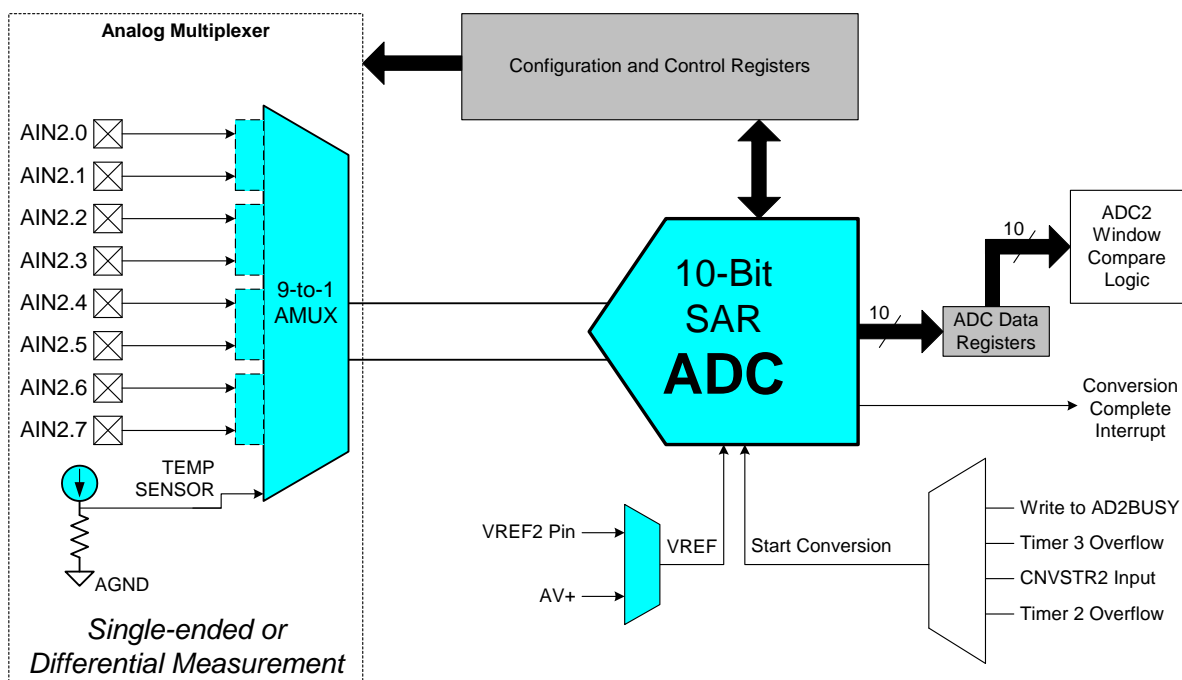 Analog Multiplexer
Configuration and Control Registers
AIN2.0
AIN2.1
AIN2.2
AIN2.3
AIN2.4
AIN2.5
AIN2.6
AIN2.7
9-to-1
AMUX
TEMP
SENSOR
AGND
Single-ended or
Differential Measurement
10-Bit
SAR
ADC
10
ADC Data
Registers
10
ADC2
Window
Compare
Logic
Conversion
Complete
Interrupt
VREF2 Pin
AV+
VREF
Start Conversion
Write to AD2BUSY
Timer 3 Overflow
CNVSTR2 Input
Timer 2 Overflow